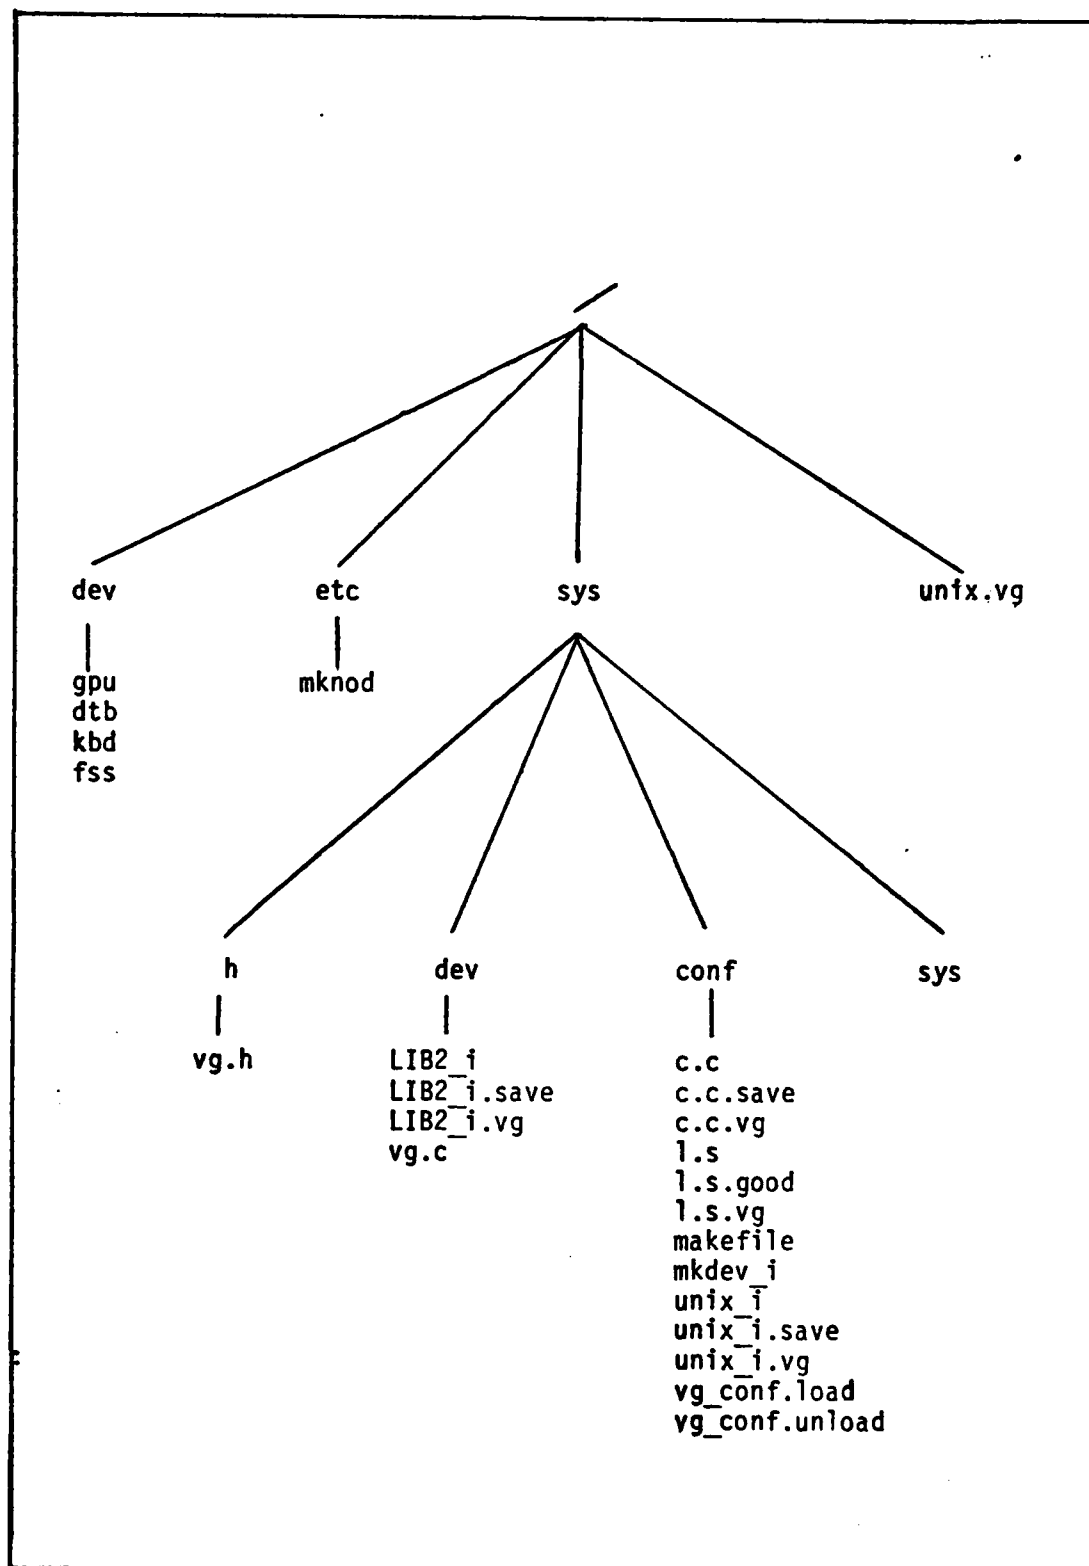 /
dev etc sys unix.vg
gpu mknod
dtb
kbd
fss
h dev conf sys
vg.h LIB2_i c.c
LIB2_i.save c.c.save
LIB2_i.vg c.c.vg
vg.c l.s
l.s.good
l.s.vg
makefile
mkdev_i
unix_i
unix_i.save
unix_i.vg
vg_conf.load
vg_conf.unload